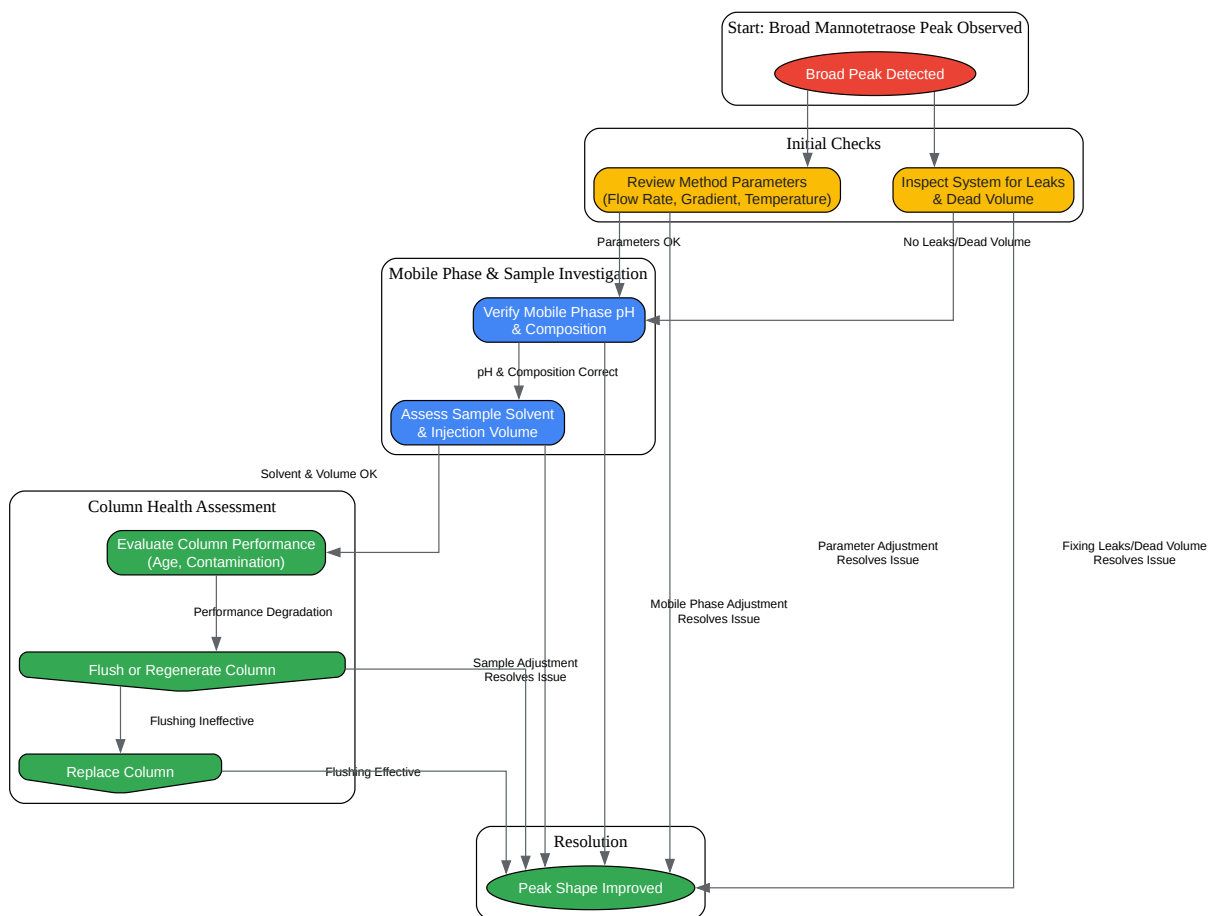 Start: Broad Mannotetraose Peak Observed
Broad Peak Detected
Initial Checks
Review Method Parameters
(Flow Rate, Gradient, Temperature)
Inspect System for Leaks
& Dead Volume
Parameters OK
No Leaks/Dead Volume
Mobile Phase & Sample Investigation
Verify Mobile Phase pH
& Composition
pH & Composition Correct
Assess Sample Solvent
& Injection Volume
Solvent & Volume OK
Column Health Assessment
Evaluate Column Performance
(Age, Contamination)
Parameter Adjustment
Resolves Issue
Fixing Leaks/Dead Volume
Resolves Issue
Performance Degradation
Mobile Phase Adjustment
Resolves Issue
Flush or Regenerate Column
Sample Adjustment
Resolves Issue
Flushing Ineffective
Replace Column
Flushing Effective
Resolution
Peak Shape Improved